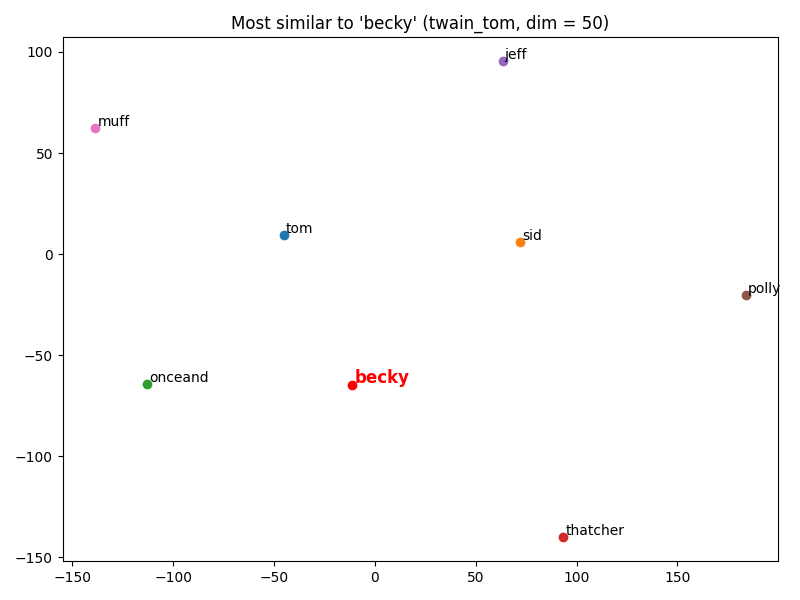 Most similar to 'becky' (twain_tom, dim = 50)
100
jeff
muff
50
tom
sid
0
polly
−50
onceand
becky
−100
thatcher
−150
−150 −100 −50 0 50 100 150